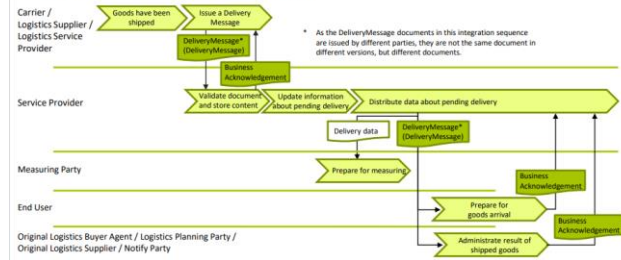 Carrier /
Logistics Supplier /
Logistics Service
Provider
Goods have been
shipped
Issue a Delivery
Message
DeliveryMessage*
(DeliveryMessage)
Business
Acknowledgement
* As the DeliveryMessage documents in this integration sequence
are issued by different parties, they are not the same document in
different versions, but different documents.
Service Provider
Validate document
and store content
Update information
about pending delivery
Distribute data about pending delivery
Delivery data
DeliveryMessage*
(DeliveryMessage)
Measuring Party
Prepare for measuring
Business
Acknowledgement
End User
Prepare for
goods arrival
Business
Acknowledgement
Original Logistics Buyer Agent / Logistics Planning Party /
Original Logistics Supplier / Notify Party
Administrate result of
shipped goods